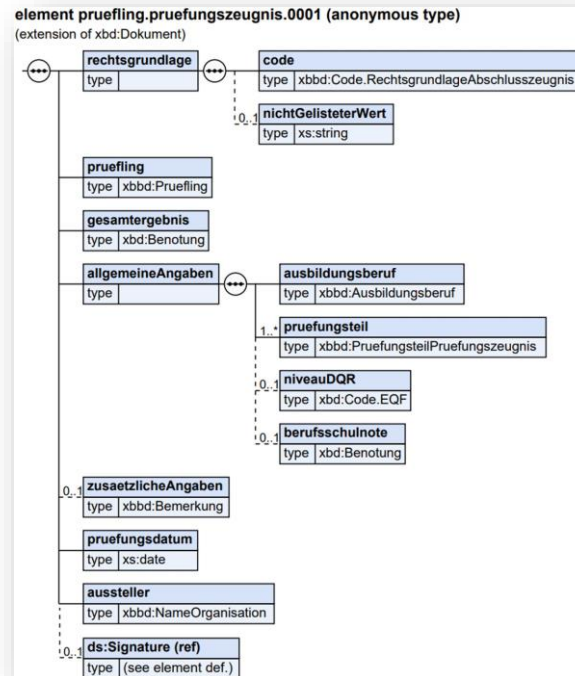 element pruefling.pruefungszeugnis.0001 (anonymous type)
(extension of xbd:Dokument)
rechtsgrundlage
type
code
type xbbd:Code.RechtsgrundlageAbschlusszeugnis
0..1
nichtGelisteterWert
type xs:string
pruefling
type xbbd:Pruefling
gesamtergebnis
type xbd:Benotung
allgemeineAngaben
type
ausbildungsberuf
type xbbd:Ausbildungsberuf
1..*
pruefungsteil
type xbbd:PruefungsteilPruefungszeugnis
0..1
niveauDQR
type xbd:Code.EQF
0..1
berufsschulnote
type xbd:Benotung
0..1
zusaetzlicheAngaben
type xbbd:Bemerkung
pruefungsdatum
type xs:date
aussteller
type xbbd:NameOrganisation
0..1
ds:Signature (ref)
type (see element def.)